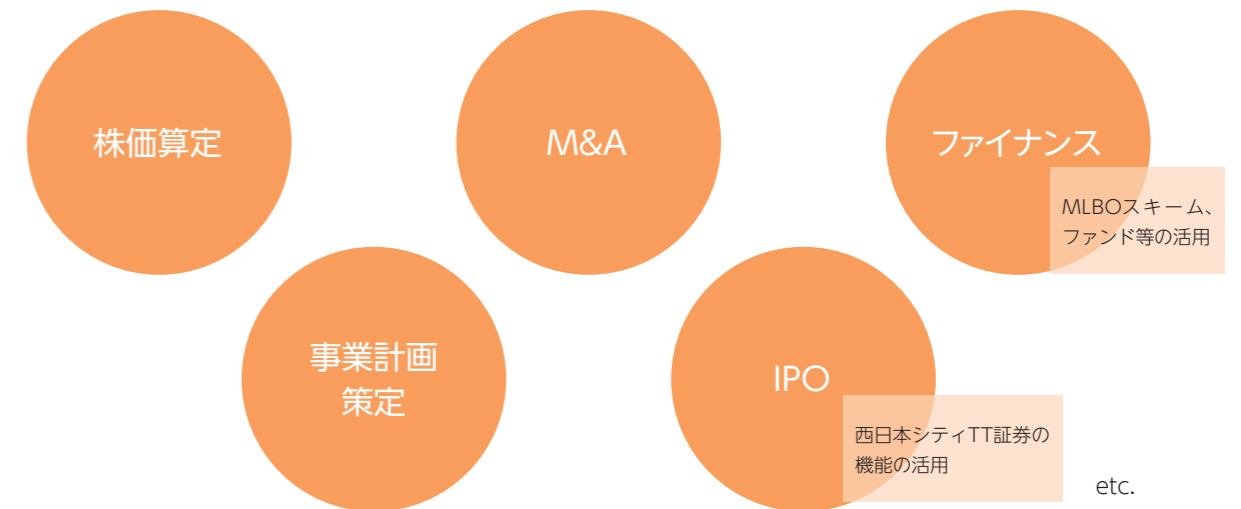 株価算定
M&A
ファイナンス
MLBOスキーム、
ファンド等の活用
事業計画
策定
IPO
西日本シティTT証券の
機能の活用
etc.